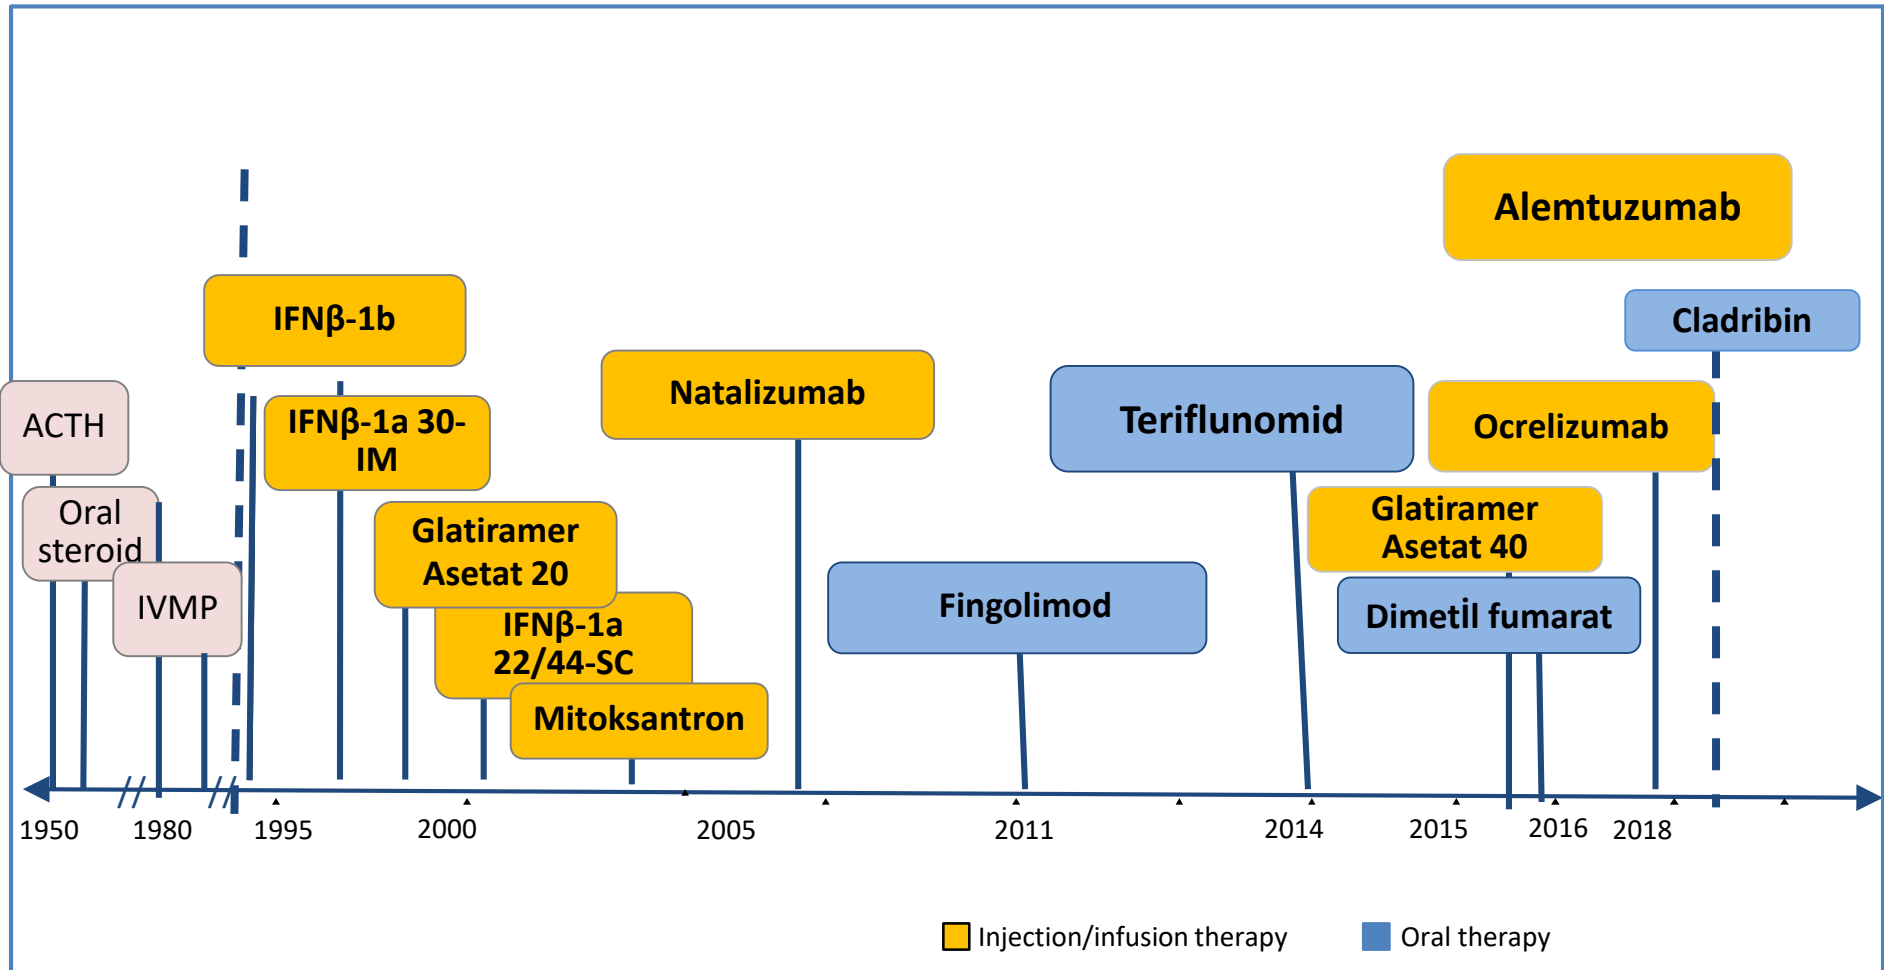 Alemtuzumab
IFNβ-1b
Cladribin
Natalizumab
ACTH
IFNβ-1a 30-
IM
Teriflunomid
Ocrelizumab
Oral
steroid
Glatiramer
Asetat 20
Glatiramer
Asetat 40
IVMP
Fingolimod
Dimetİl fumarat
IFNβ-1a
22/44-SC
Mitoksantron
1950
1980
1995
2000
2005
2011
2014
2015
2016
2018
Injection/infusion therapy
Oral therapy